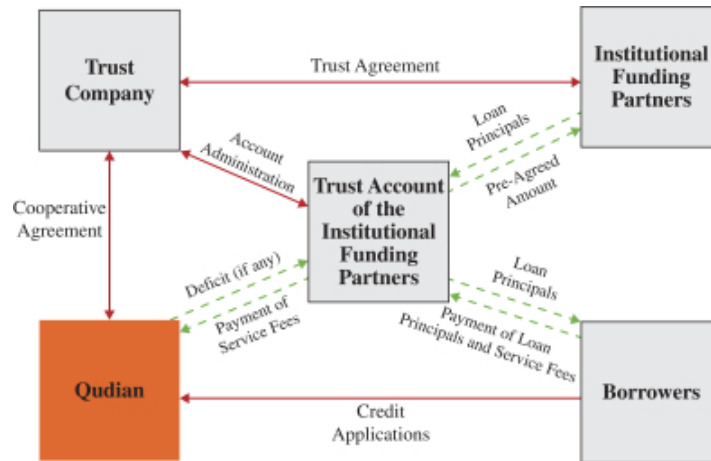 Trust
Company
Trust Agreement
Institutional
Funding
Partners
Loan
Principals
Pre-Agreed
Amount
Account
Administration
Trust Account
of the
Institutional
Funding
Partners
Cooperative
Agreement
Deficit (if any)
Payment of
Service Fees
Loan
Principals
Payment of Loan
Principals and Service Fees
Qudian
Credit
Applications
Borrowers